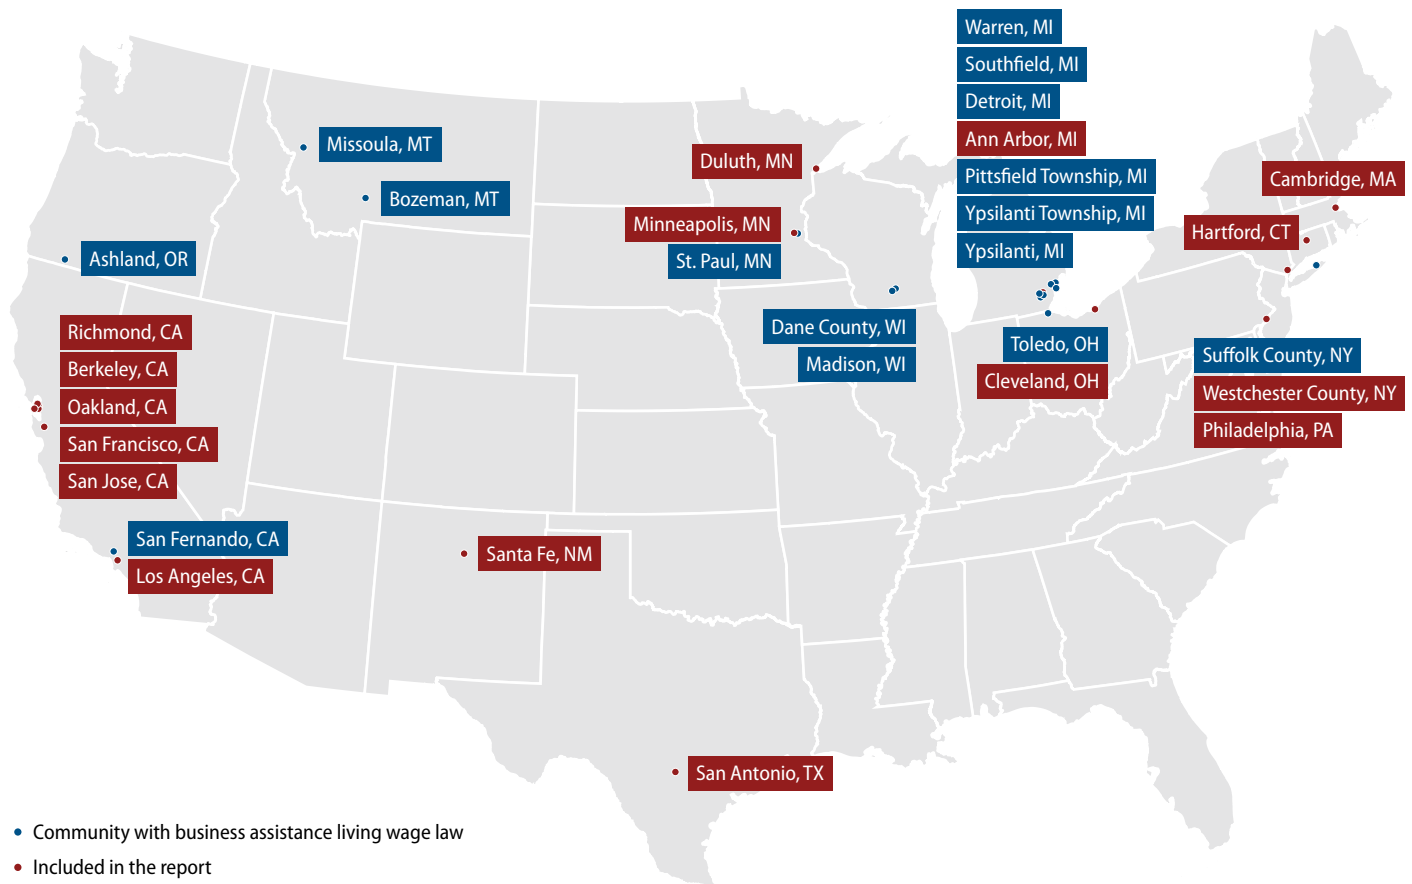 Warren, MI
Southfield, MI
Detroit, MI
Ann Arbor, MI
Pittsfield Township, MI
Ypsilanti Township, MI
Ypsilanti, MI
Missoula, MT
Bozeman, MT
Duluth, MN
Minneapolis, MN
St. Paul, MN
Cambridge, MA
Hartford, CT
Ashland, OR
Richmond, CA
Berkeley, CA
Oakland, CA
San Francisco, CA
San Jose, CA
Dane County, WI
Madison, WI
Toledo, OH
Cleveland, OH
Suffolk County, NY
Westchester County, NY
Philadelphia, PA
San Fernando, CA
Los Angeles, CA
Santa Fe, NM
San Antonio, TX
Community with business assistance living wage law
Included in the report